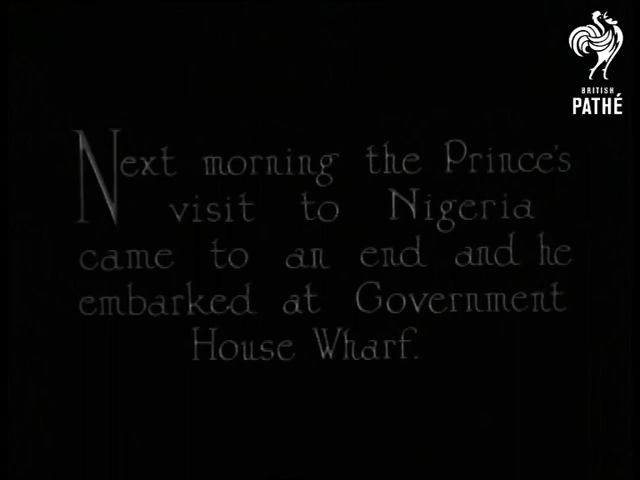 BRITISH
PATHÉ
Next morning the Prince's
visit to Nigeria
came to an end and he
embarked at Government
House Wharf.